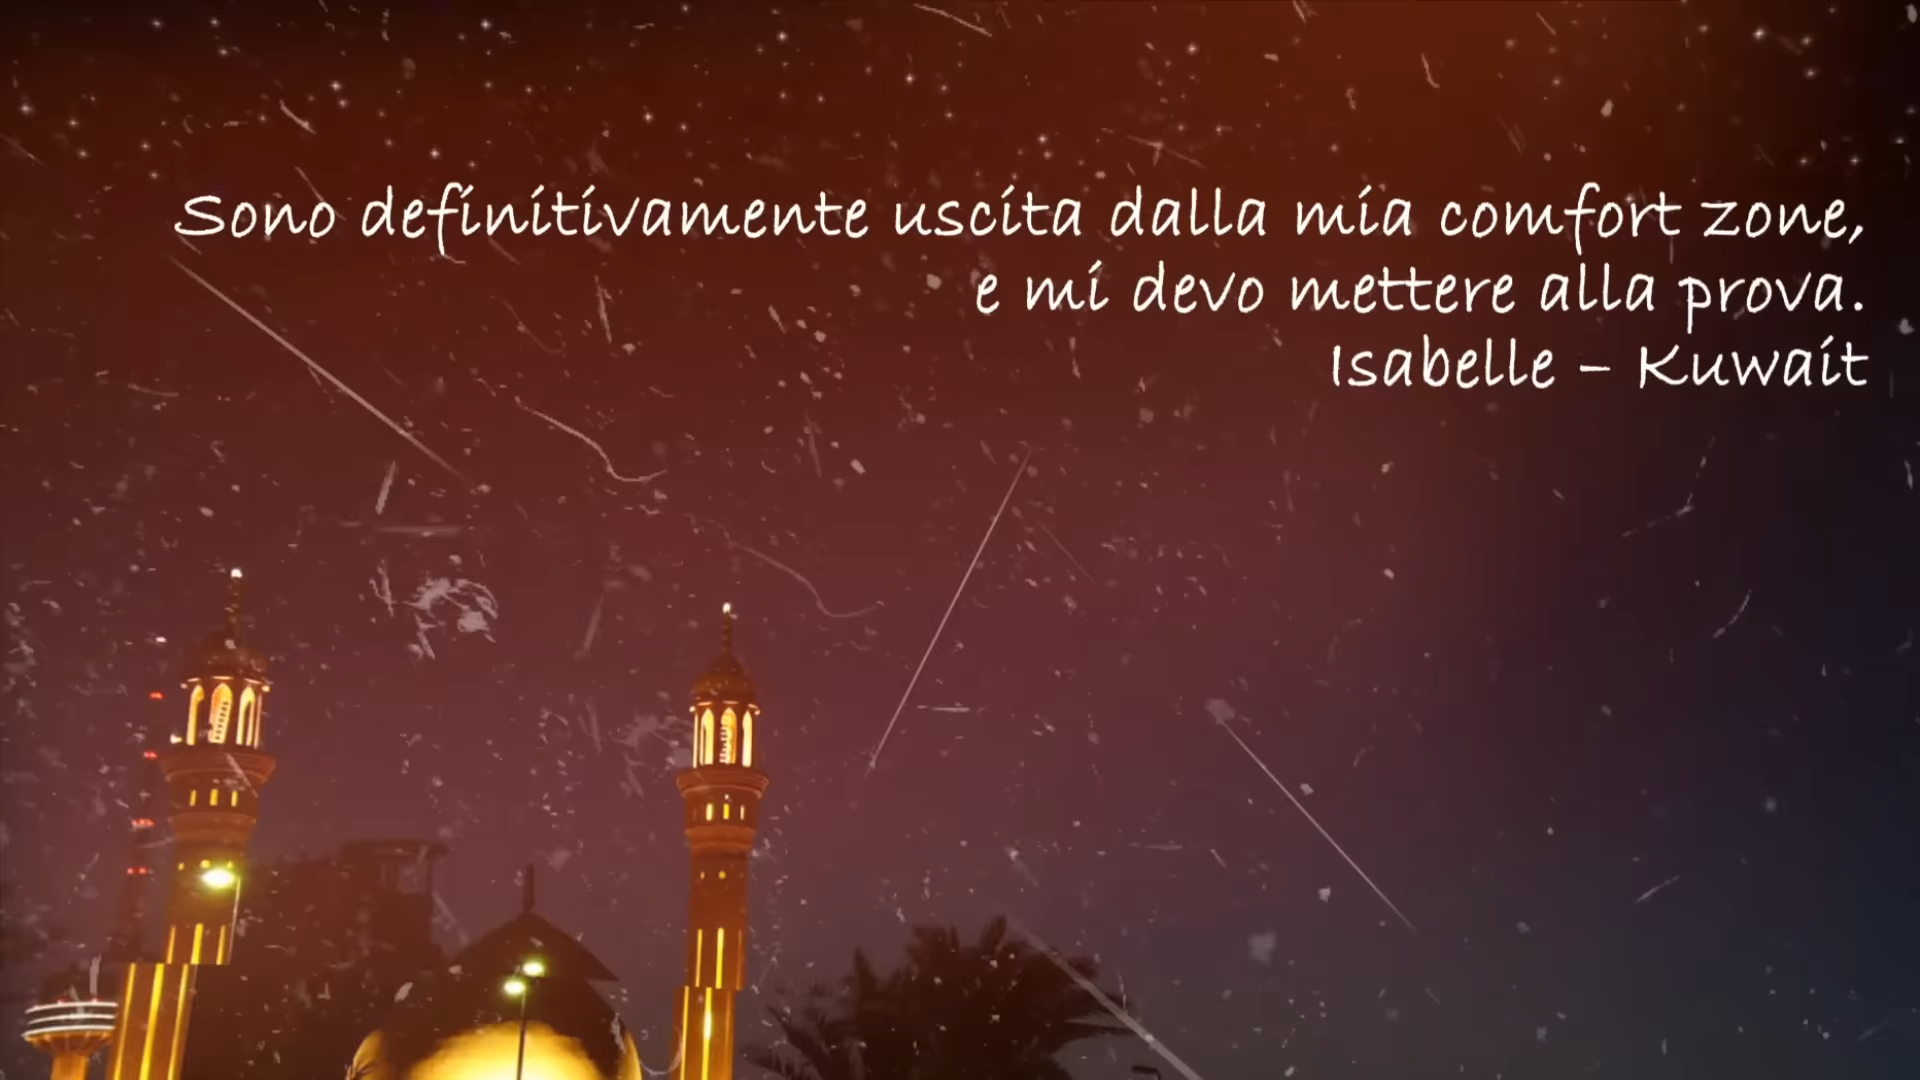 Sono definitivamente uscita dalla mia comfort zone,
e mi devo mettere alla prova.
Isabelle – Kuwait